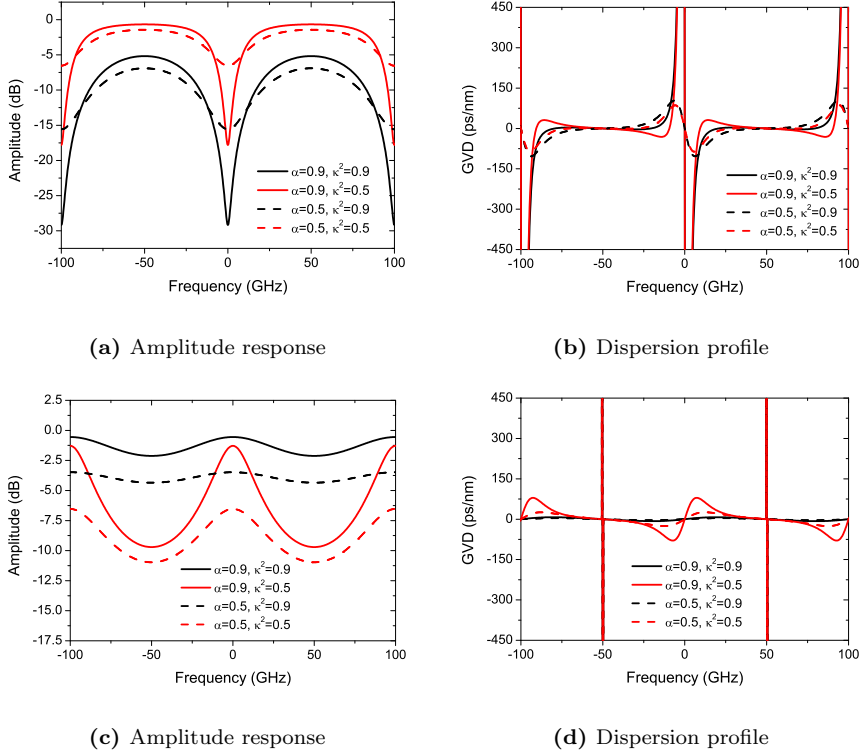 0
-5
-10
-15
-20
-25
-30
Amplitude (dB)
α=0.9, κ²=0.9
α=0.9, κ²=0.5
α=0.5, κ²=0.9
α=0.5, κ²=0.5
-100 -50 0 50 100
Frequency (GHz)
(a) Amplitude response
450
300
150
0
-150
-300
-450
GVD (ps/nm)
α=0.9, κ²=0.9
α=0.9, κ²=0.5
α=0.5, κ²=0.9
α=0.5, κ²=0.5
-100 -50 0 50 100
Frequency (GHz)
(b) Dispersion profile
2.5
0.0
-2.5
-5.0
-7.5
-10.0
-12.5
-15.0
-17.5
Amplitude (dB)
α=0.9, κ²=0.9
α=0.9, κ²=0.5
α=0.5, κ²=0.9
α=0.5, κ²=0.5
-100 -50 0 50 100
Frequency (GHz)
(c) Amplitude response
450
300
150
0
-150
-300
-450
GVD (ps/nm)
α=0.9, κ²=0.9
α=0.9, κ²=0.5
α=0.5, κ²=0.9
α=0.5, κ²=0.5
-100 -50 0 50 100
Frequency (GHz)
(d) Dispersion profile